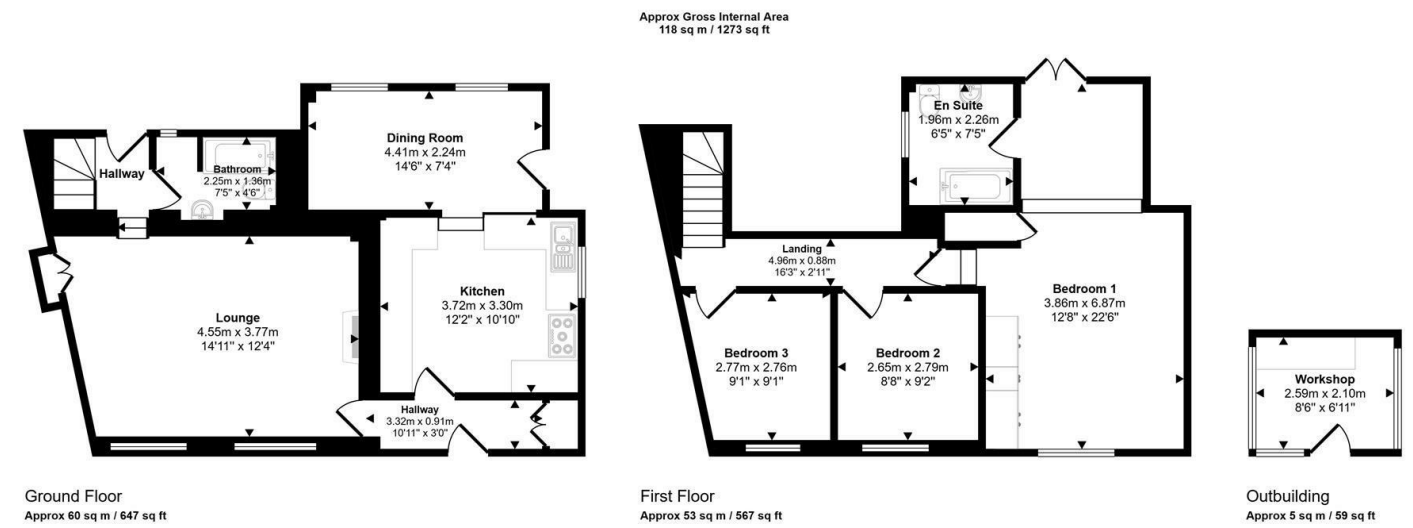 Approx Gross Internal Area
118 sq m / 1273 sq ft
Dining Room
4.41m x 2.24m
14'6" x 7'4"
Hallway
Bathroom
2.25m x 1.36m
7'5" x 4'6"
Lounge
4.55m x 3.77m
14'11" x 12'4"
Kitchen
3.72m x 3.30m
12'2" x 10'10"
Hallway
3.32m x 0.91m
10'11" x 3'0"
Ground Floor
Approx 60 sq m / 647 sq ft
En Suite
1.96m x 2.26m
6'5" x 7'5"
Landing
4.96m x 0.88m
16'3" x 2'11"
Bedroom 1
3.86m x 6.87m
12'8" x 22'6"
Bedroom 3
2.77m x 2.76m
9'1" x 9'1"
Bedroom 2
2.65m x 2.79m
8'8" x 9'2"
First Floor
Approx 53 sq m / 567 sq ft
Workshop
2.59m x 2.10m
8'6" x 6'11"
Outbuilding
Approx 5 sq m / 59 sq ft